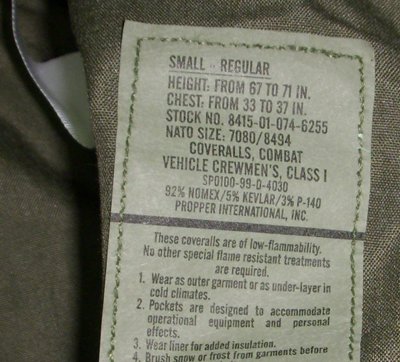 SMALL - REGULAR
HEIGHT: FROM 67 TO 71 IN.
CHEST: FROM 33 TO 37 IN.
STOCK NO. 8415-01-074-6255
NATO SIZE: 7080/8494
COVERALLS, COMBAT
VEHICLE CREWMEN'S, CLASS I
SPO100-99-D-4030
92% NOMEX/5% KEVLAR/3% P-140
PROPPER INTERNATIONAL, INC.
These coveralls are of low-flammability.
No other special flame resistant treatments
are required.
1. Wear as outer garment or as under-layer in
cold climates.
2. Pockets are designed to accommodate
operational equipment and personal
effects.
3. Wear liner for added insulation.
4. Brush snow or frost from garments before